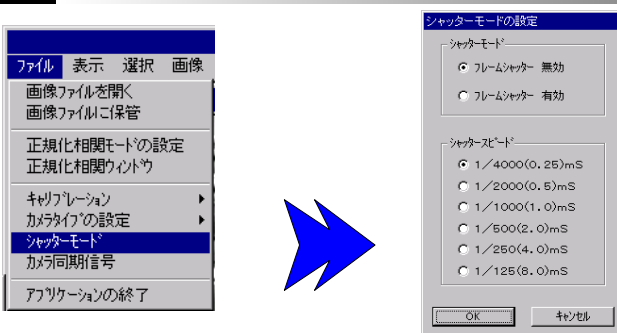 ファイル 表示 選択 画像
画像ファイルを開く
画像ファイルに保管
正規化相関モードの設定
正規化相関ウィンドウ
ｷｬﾘﾌﾞﾚｰｼｮﾝ
ｶﾒﾗﾀｲﾌﾟの設定
ｼｬｯﾀｰﾓｰﾄﾞ
ｶﾒﾗ同期信号
ｱﾌﾟﾘｹｰｼｮﾝの終了
シャッターモードの設定
ｼｬｯﾀｰﾓｰﾄﾞ
ﾌﾚｰﾑｼｬｯﾀｰ 無効
ﾌﾚｰﾑｼｬｯﾀｰ 有効
ｼｬｯﾀｰｽﾋﾟｰﾄﾞ
１／４０００(０．２５)ｍＳ
１／２０００(０．５)ｍＳ
１／１０００(１．０)ｍＳ
１／５００(２．０)ｍＳ
１／２５０(４．０)ｍＳ
１／１２５(８．０)ｍＳ
OK ｷｬﾝｾﾙ